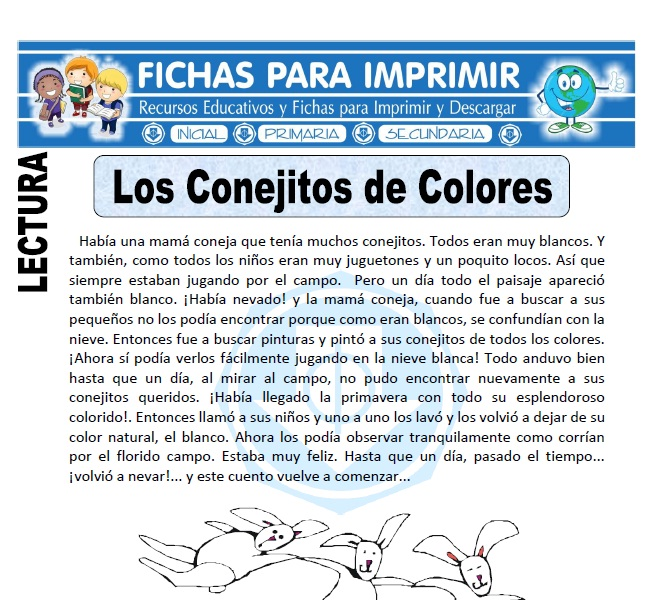 FICHAS PARA IMPRIMIR
Recursos Educativos y Fichas para Imprimir y Descargar
INICIAL PRIMARIA SECUNDARIA
LECTURA
Los Conejitos de Colores
Había una mamá coneja que tenía muchos conejitos. Todos eran muy blancos. Y
también, como todos los niños eran muy juguetones y un poquito locos. Así que
siempre estaban jugando por el campo. Pero un día todo el paisaje apareció
también blanco. ¡Había nevado! y la mamá coneja, cuando fue a buscar a sus
pequeños no los podía encontrar porque como eran blancos, se confundían con la
nieve. Entonces fue a buscar pinturas y pintó a sus conejitos de todos los colores.
¡Ahora sí podía verlos fácilmente jugando en la nieve blanca! Todo anduvo bien
hasta que un día, al mirar al campo, no pudo encontrar nuevamente a sus
conejitos queridos. ¡Había llegado la primavera con todo su esplendoroso
colorido!. Entonces llamó a sus niños y uno a uno los lavó y los volvió a dejar de su
color natural, el blanco. Ahora los podía observar tranquilamente como corrían
por el florido campo. Estaba muy feliz. Hasta que un día, pasado el tiempo...
¡volvió a nevar!... y este cuento vuelve a comenzar...